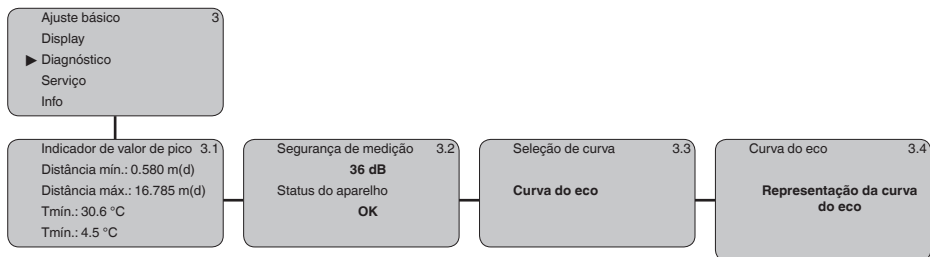 Ajuste básico 3
Display
▶ Diagnóstico
Serviço
Info
Indicador de valor de pico 3.1
Distância mín.: 0.580 m(d)
Distância máx.: 16.785 m(d)
Tmín.: 30.6 °C
Tmín.: 4.5 °C
Segurança de medição 3.2
36 dB
Status do aparelho
OK
Seleção de curva 3.3
Curva do eco
Curva do eco 3.4
Representação da curva
do eco